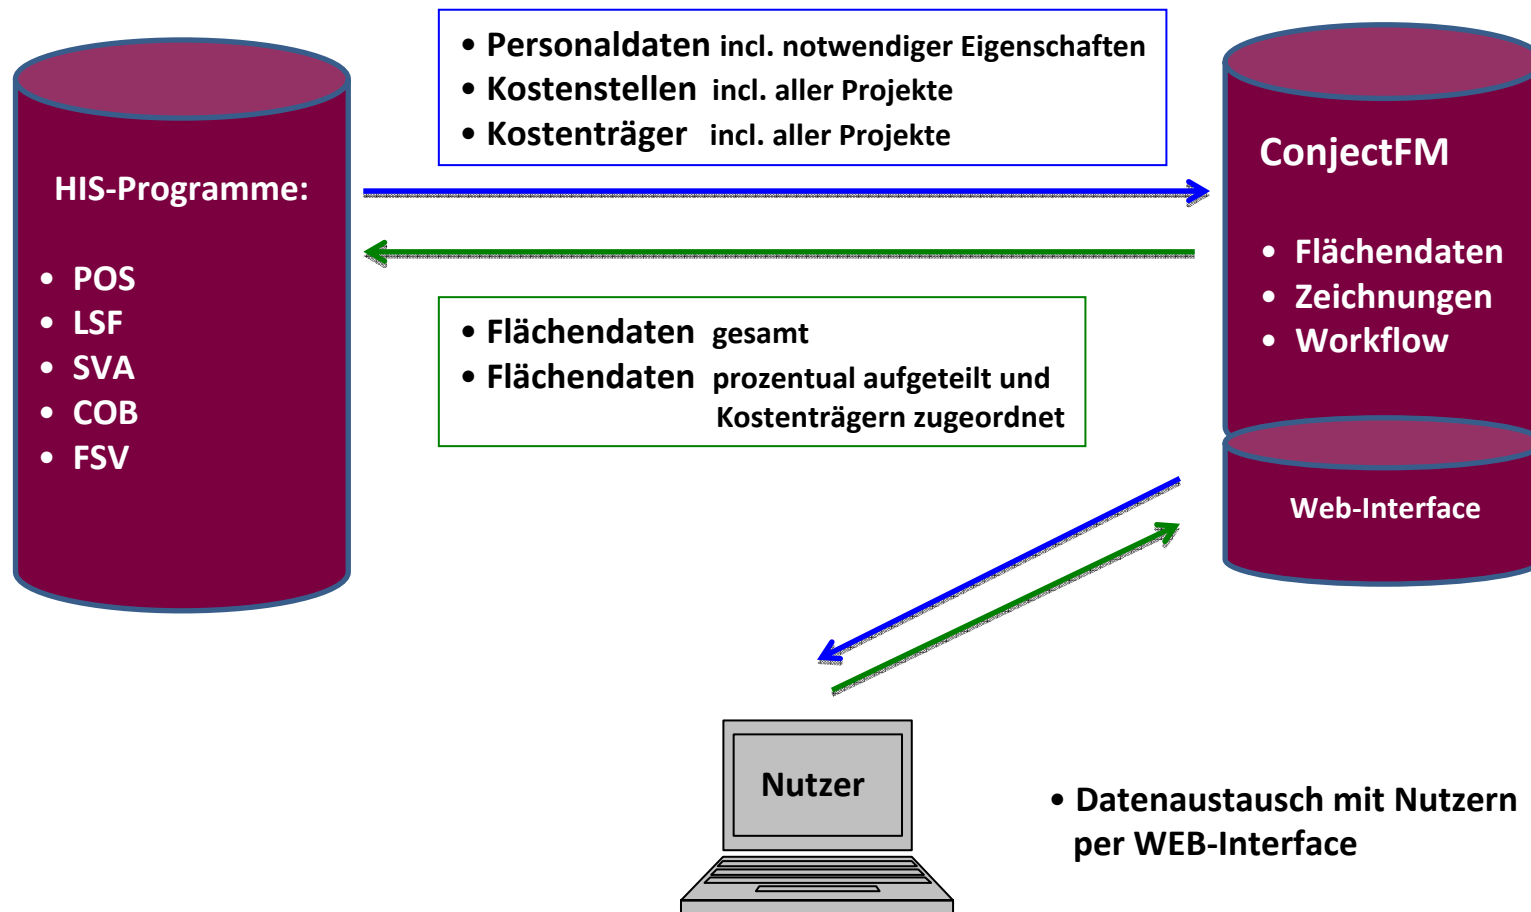 • Personaldaten incl. notwendiger Eigenschaften
• Kostenstellen incl. aller Projekte
• Kostenträger incl. aller Projekte
HIS-Programme:
• POS
• LSF
• SVA
• COB
• FSV
ConjectFM
• Flächendaten
• Zeichnungen
• Workflow
• Flächendaten gesamt
• Flächendaten prozentual aufgeteilt und
Kostenträgern zugeordnet
Web-Interface
Nutzer
• Datenaustausch mit Nutzern
per WEB-Interface